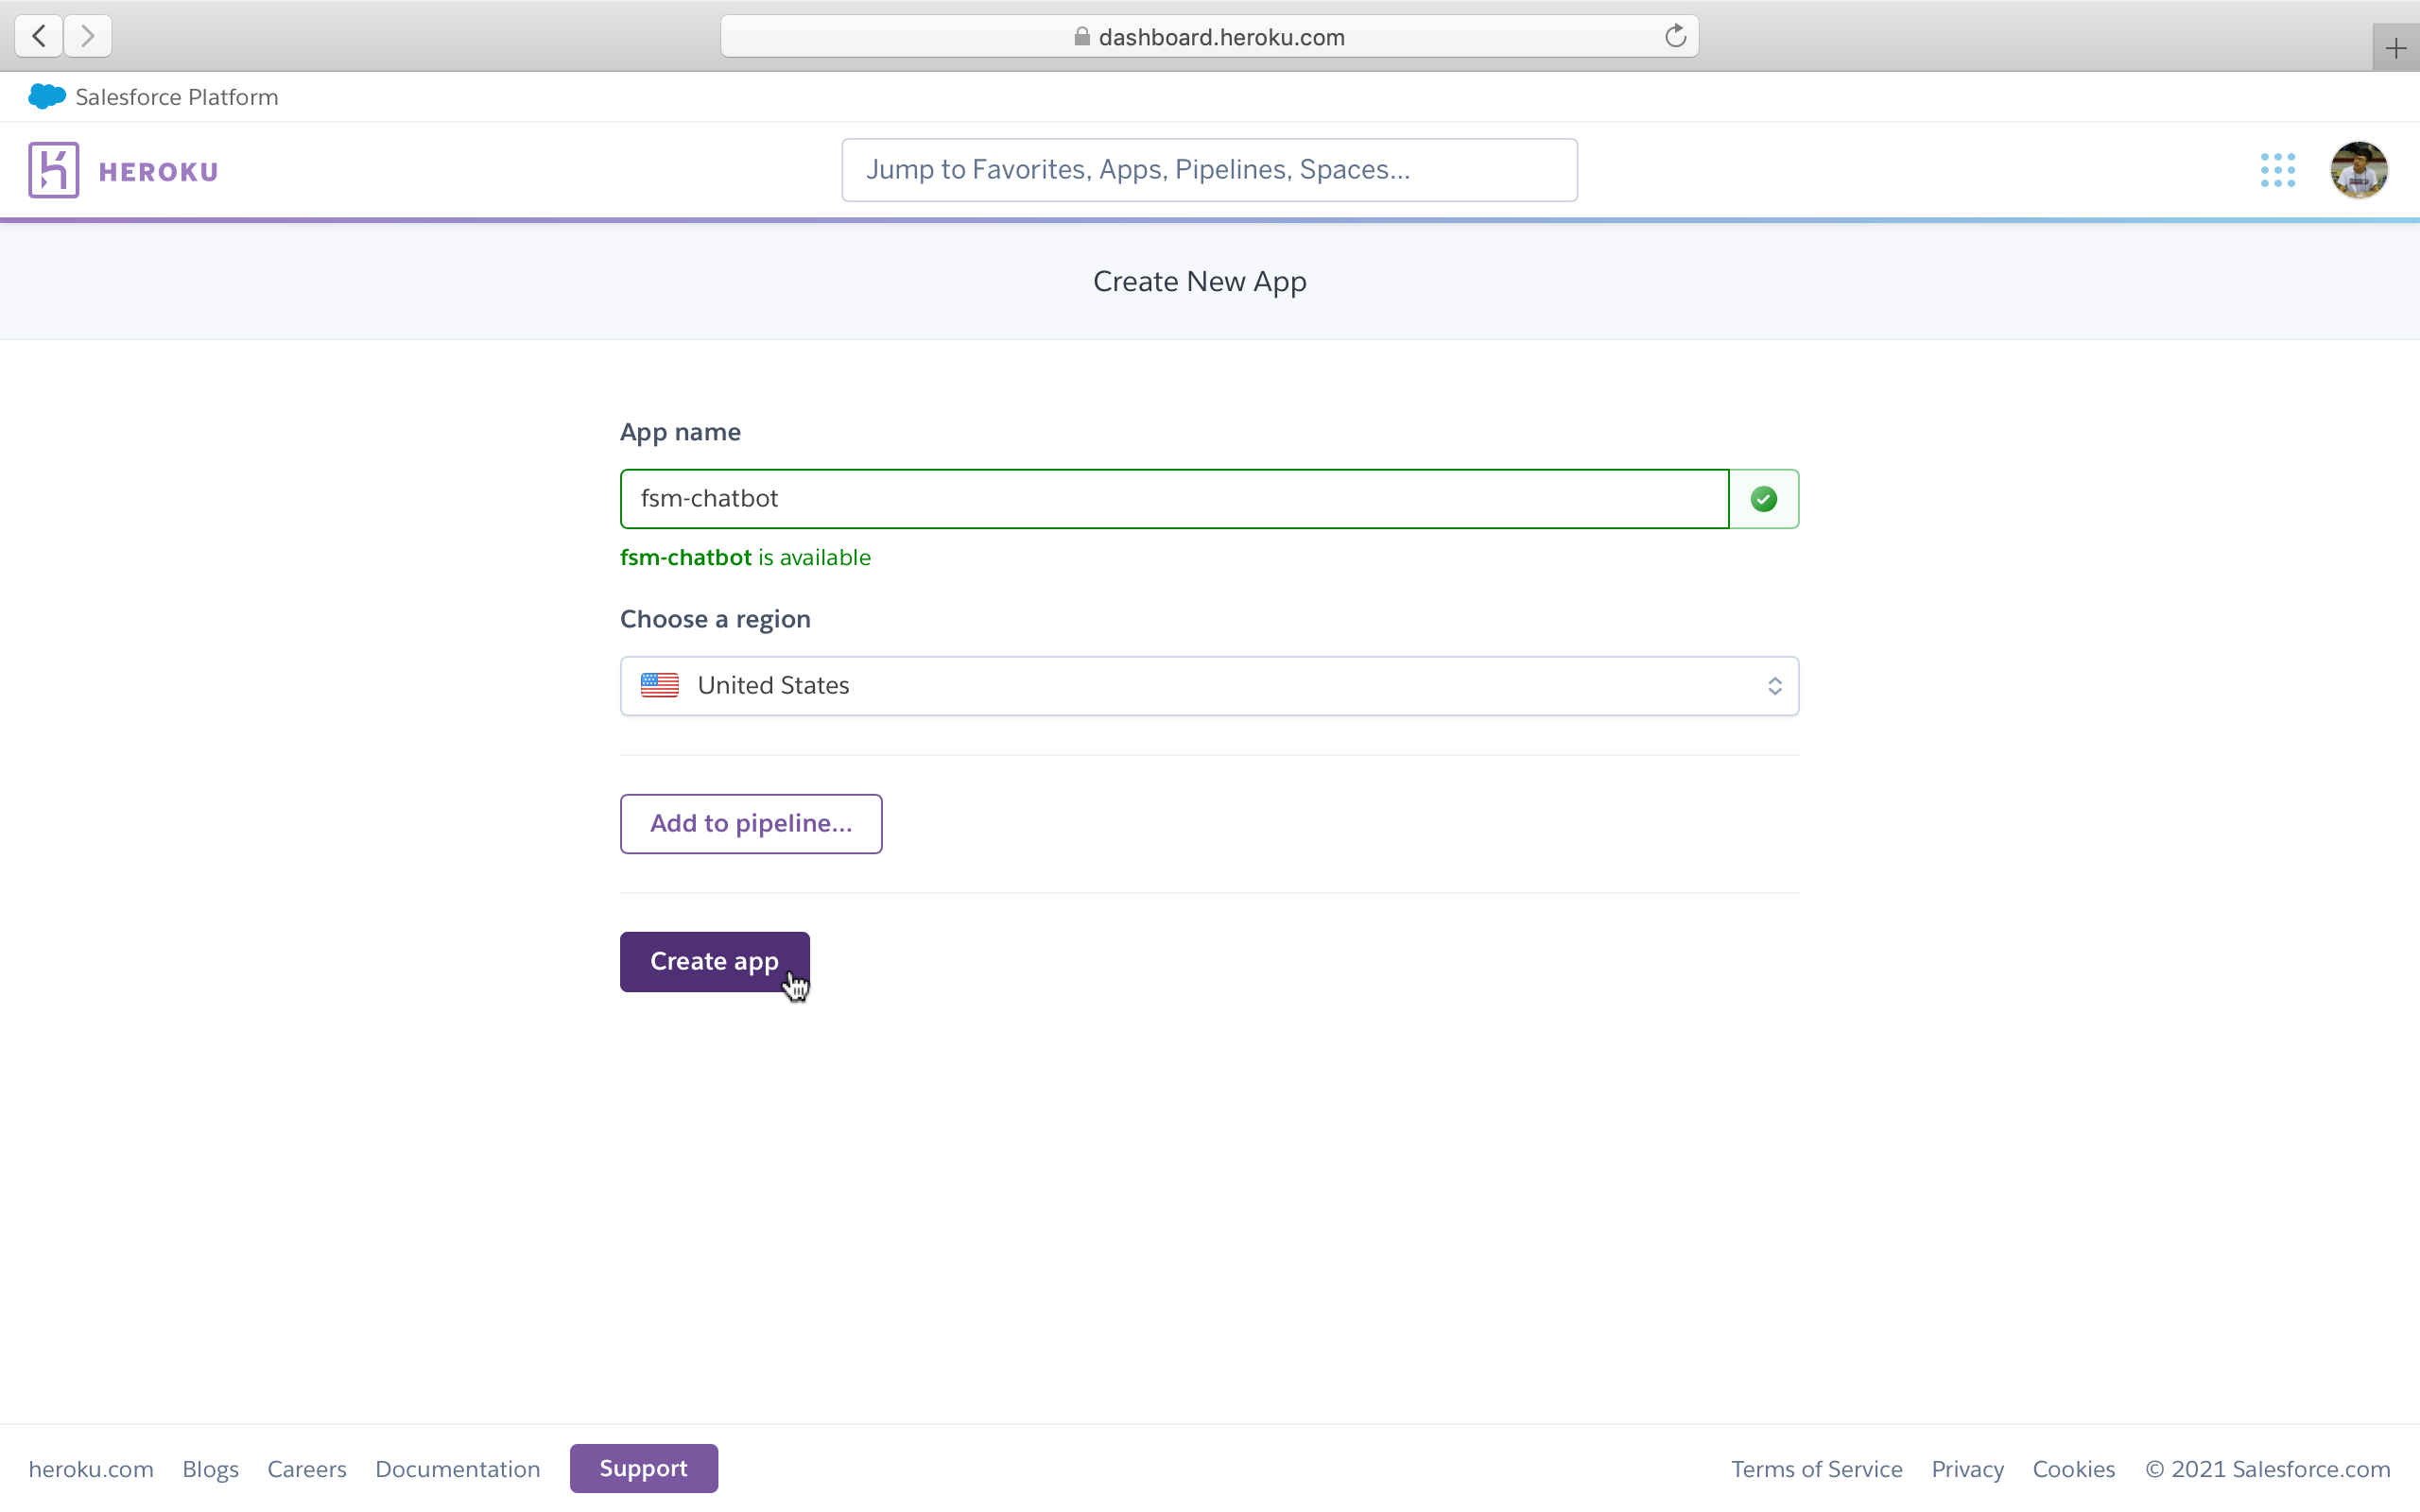 dashboard.heroku.com
Salesforce Platform
HEROKU
Jump to Favorites, Apps, Pipelines, Spaces...
Create New App
App name
fsm-chatbot
fsm-chatbot is available
Choose a region
United States
Add to pipeline...
Create app
heroku.com Blogs Careers Documentation Support Terms of Service Privacy Cookies © 2021 Salesforce.com